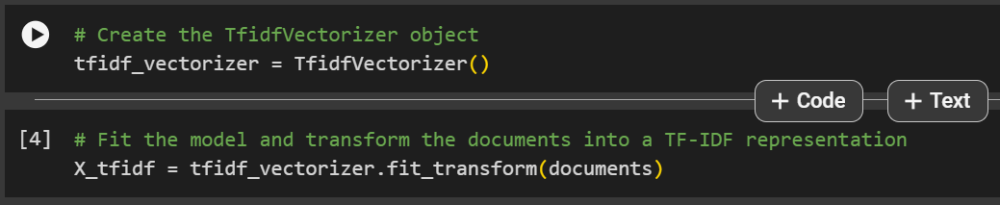 # Create the TfidfVectorizer object
tfidf_vectorizer = TfidfVectorizer()
+ Code + Text
[4] # Fit the model and transform the documents into a TF-IDF representation
X_tfidf = tfidf_vectorizer.fit_transform(documents)